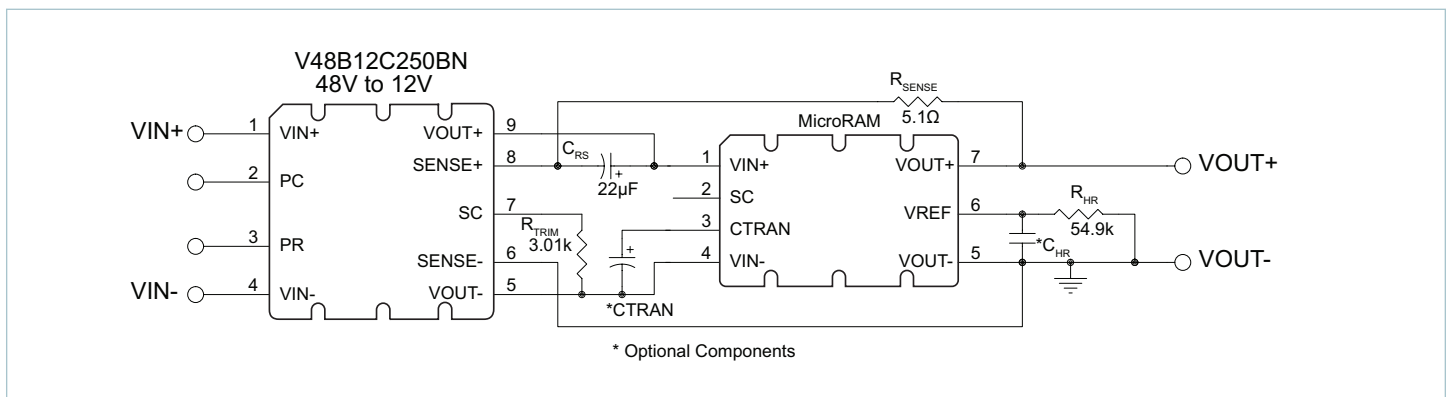 V48B12C250BN
48V to 12V
VIN+
1
VIN+
PC
2
PR
3
VIN-
4
VIN-
VOUT+
9
SENSE+
8
SC
7
SENSE-
6
VOUT-
5
C RS
+
22µF
R TRIM
3.01k
+
*CTRAN
R SENSE
5.1Ω
MicroRAM
1
VIN+
2
SC
3
CTRAN
4
VIN-
VOUT+
7
VREF
6
VOUT-
5
R HR
54.9k
*C HR
VOUT+
VOUT-
* Optional Components